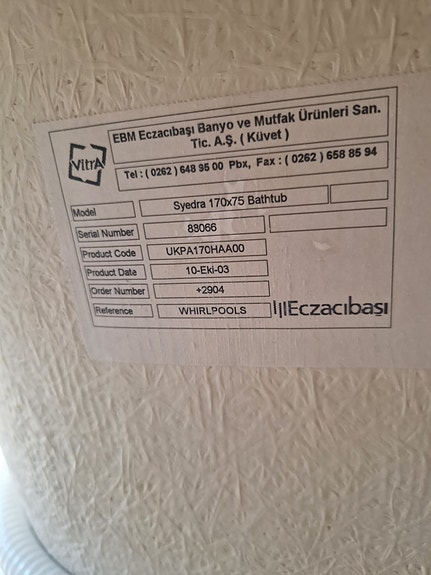 VitrA
EBM Eczacıbaşı Banyo ve Mutfak Ürünleri San.
Tic. A.Ş. ( Küvet )
Tel : ( 0262 ) 648 95 00 Pbx, Fax : ( 0262 ) 658 85 94
Model Syedra 170x75 Bathtub
Serial Number 88066
Product Code UKPA170HAA00
Product Date 10-Eki-03
Order Number +2904
Reference WHIRLPOOLS
Eczacıbaşı